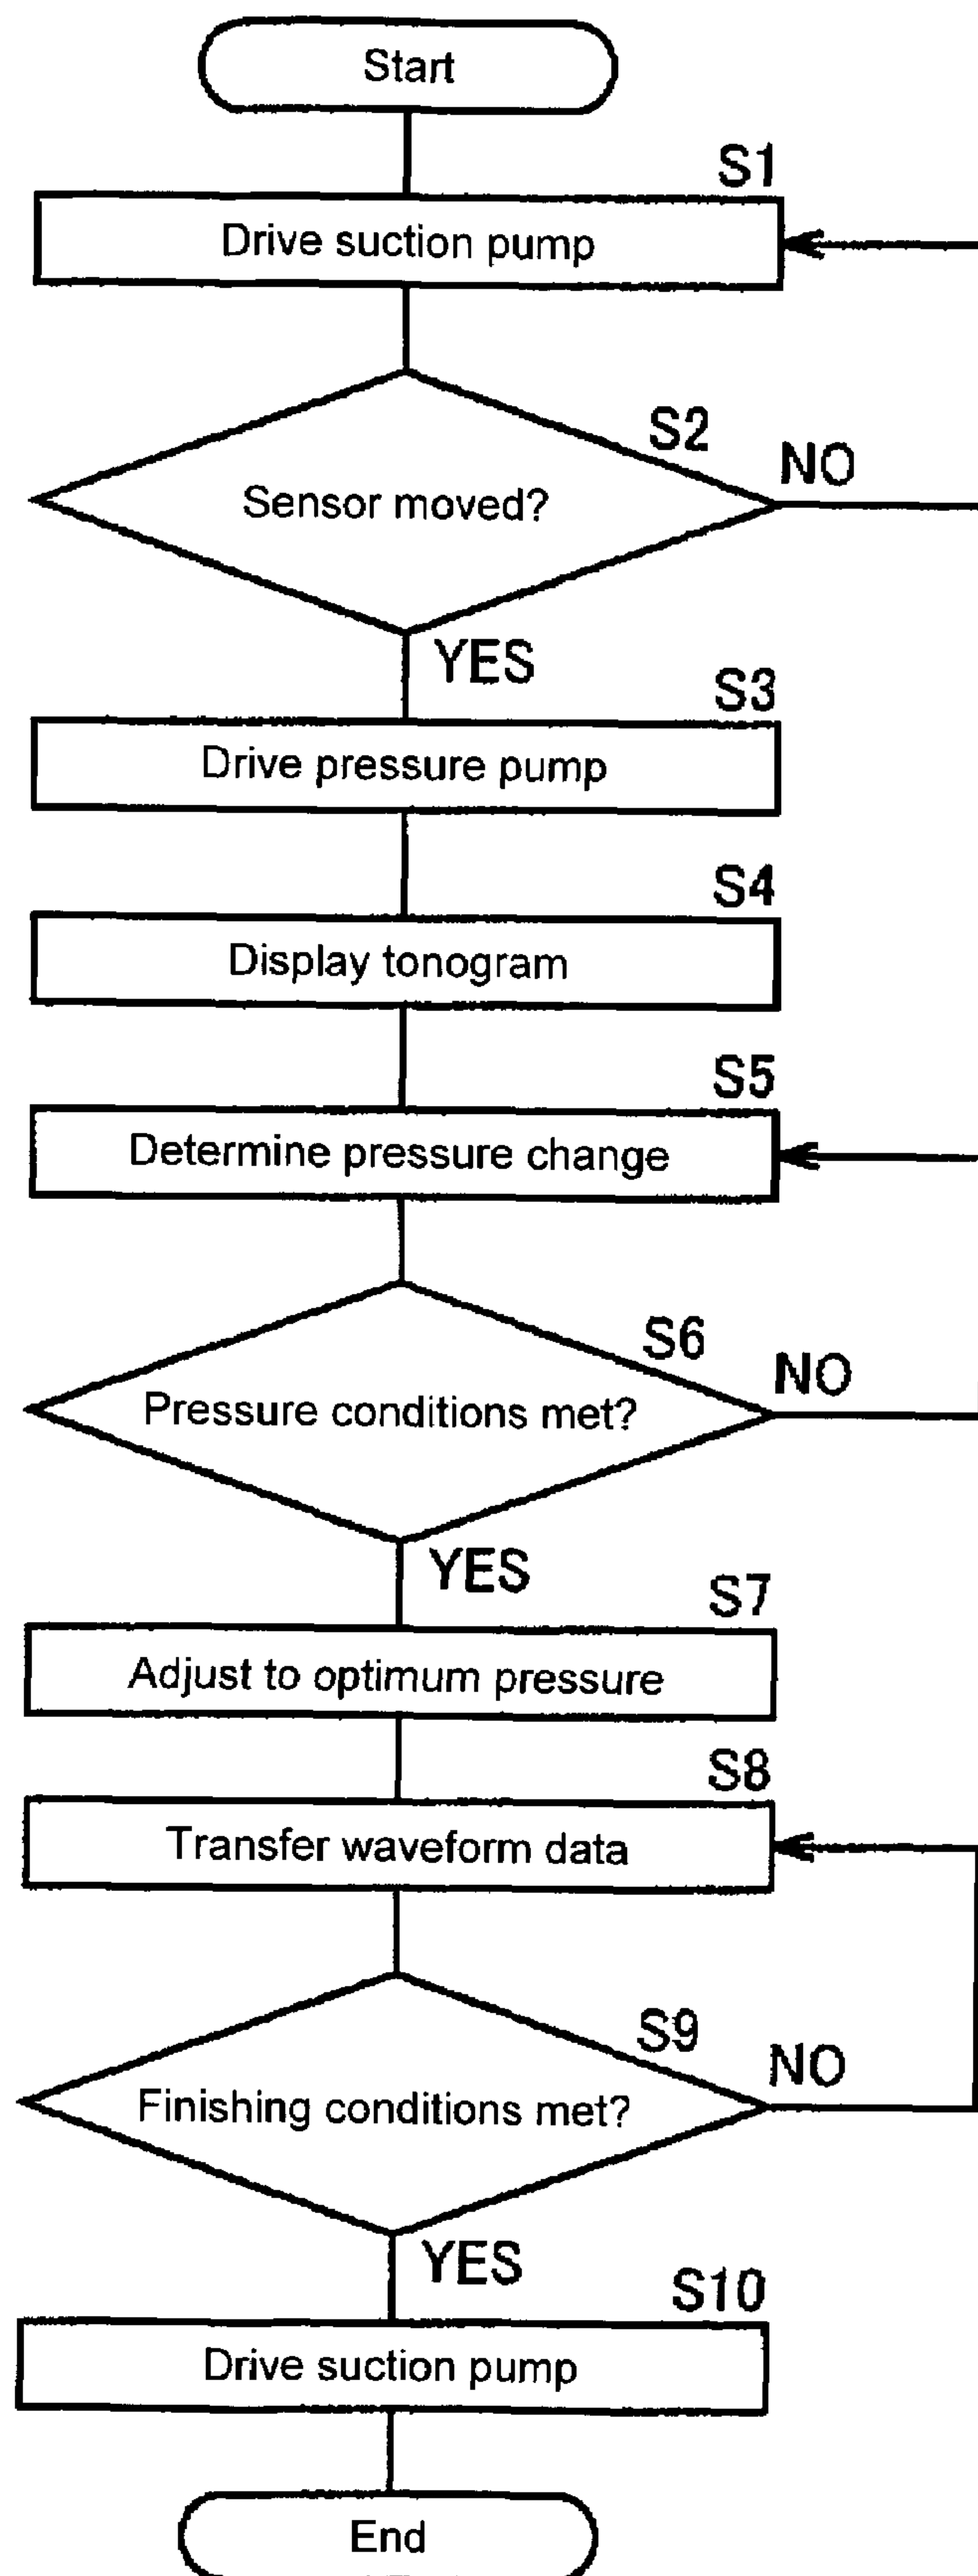 Start
S1
Drive suction pump
S2
NO
Sensor moved?
YES
S3
Drive pressure pump
S4
Display tonogram
S5
Determine pressure change
S6
NO
Pressure conditions met?
YES
S7
Adjust to optimum pressure
S8
Transfer waveform data
S9
NO
Finishing conditions met?
YES
S10
Drive suction pump
End